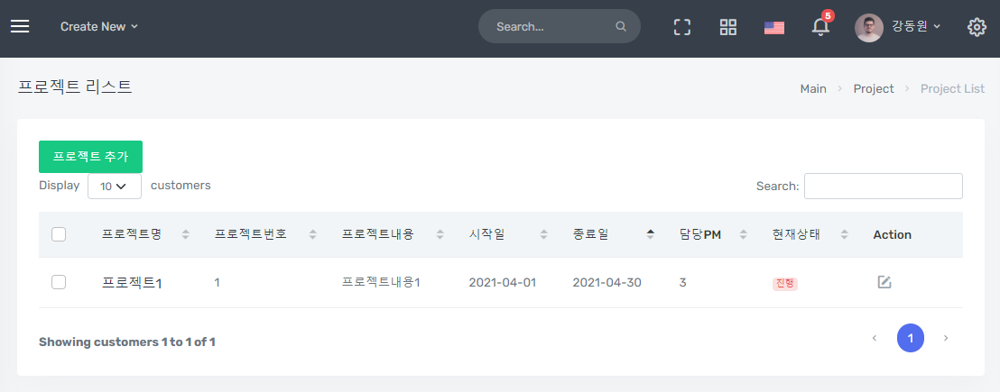 Create New
Search...
5
강동원
프로젝트 리스트
Main
Project
Project List
프로젝트 추가
Display 10 customers
Search:
프로젝트명 프로젝트번호 프로젝트내용 시작일 종료일 담당PM 현재상태 Action
프로젝트1 1 프로젝트내용1 2021-04-01 2021-04-30 3 진행
Showing customers 1 to 1 of 1
1